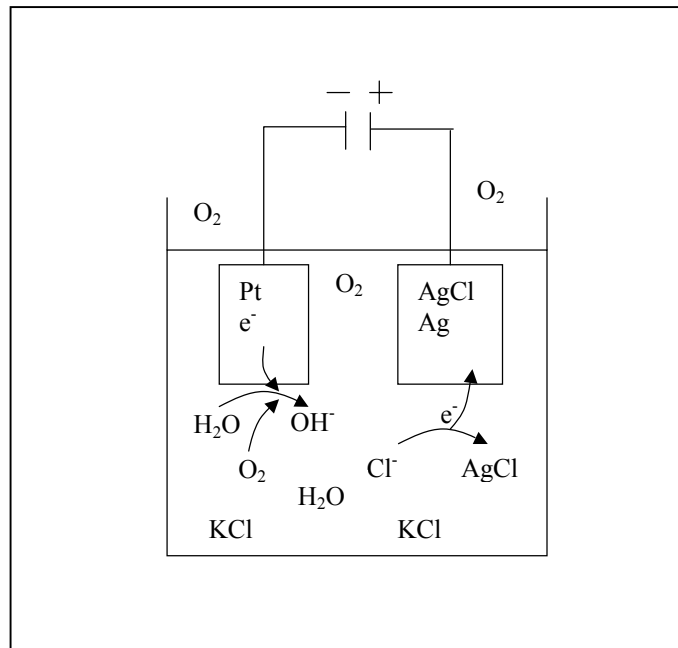 − +
O₂
O₂
Pt
e⁻
O₂
AgCl
Ag
H₂O
OH⁻
e⁻
O₂
Cl⁻
AgCl
H₂O
KCl
KCl